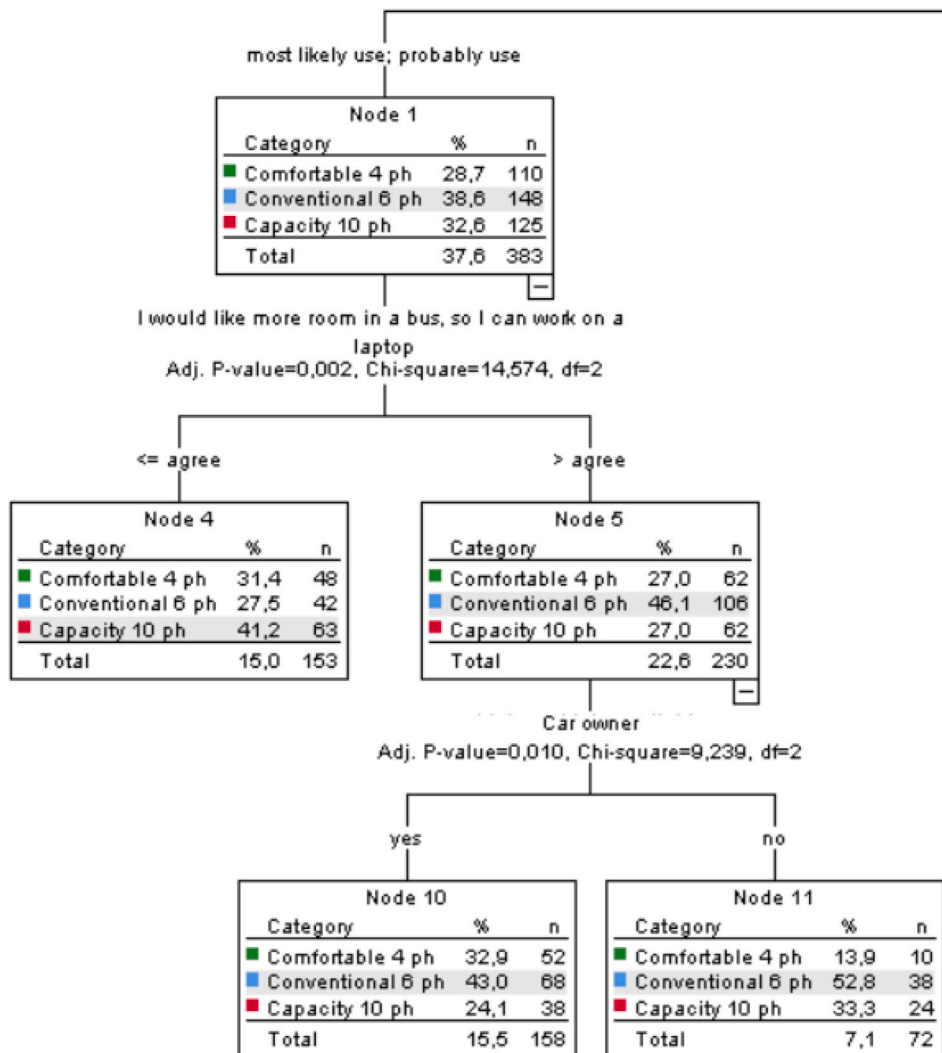 most likely use; probably use
Node 1
Category % n
Comfortable 4 ph 28,7 110
Conventional 6 ph 38,6 148
Capacity 10 ph 32,6 125
Total 37,6 383
I would like more room in a bus, so I can work on a
laptop
Adj. P-value=0,002, Chi-square=14,574, df=2
<= agree
> agree
Node 4
Category % n
Comfortable 4 ph 31,4 48
Conventional 6 ph 27,5 42
Capacity 10 ph 41,2 63
Total 15,0 153
Node 5
Category % n
Comfortable 4 ph 27,0 62
Conventional 6 ph 46,1 106
Capacity 10 ph 27,0 62
Total 22,6 230
Car owner
Adj. P-value=0,010, Chi-square=9,239, df=2
yes
no
Node 10
Category % n
Comfortable 4 ph 32,9 52
Conventional 6 ph 43,0 68
Capacity 10 ph 24,1 38
Total 15,5 158
Node 11
Category % n
Comfortable 4 ph 13,9 10
Conventional 6 ph 52,8 38
Capacity 10 ph 33,3 24
Total 7,1 72